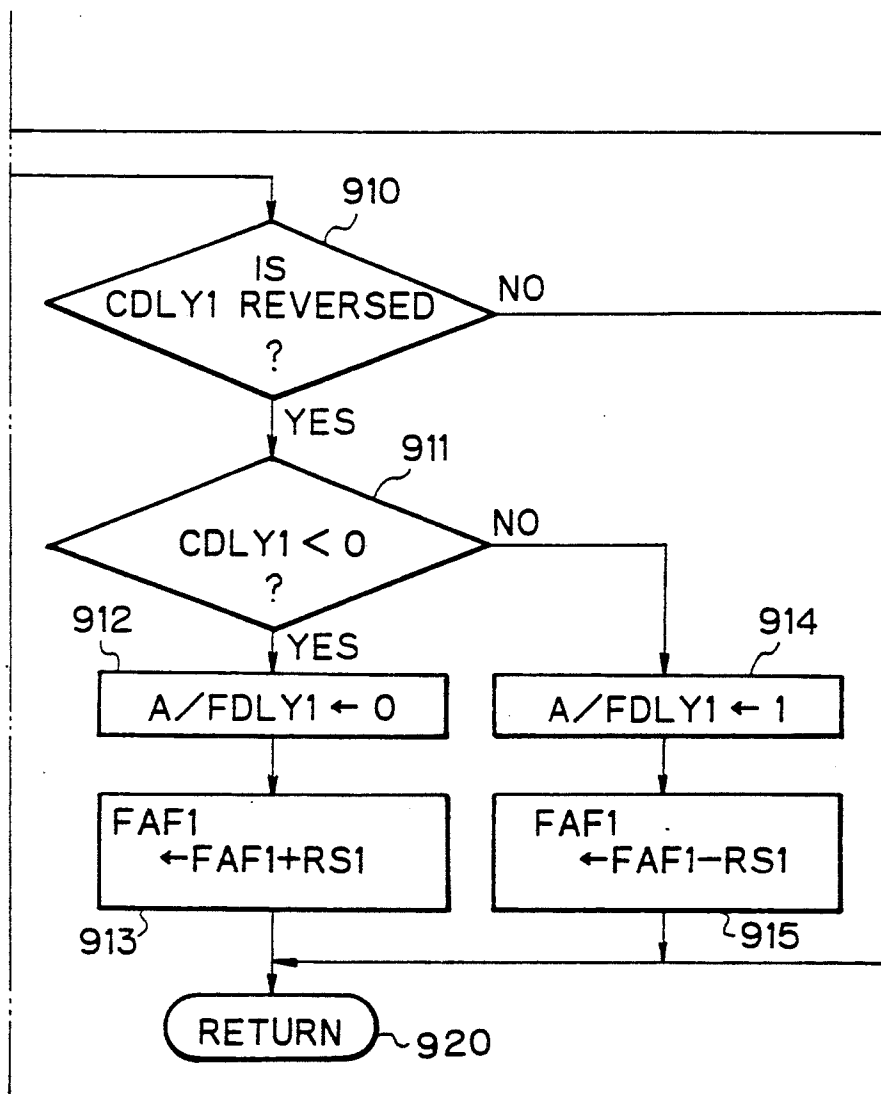 910
IS
CDLY1 REVERSED
?
NO
YES
911
CDLY1 < 0
?
NO
YES
912
A/FDLY1 ← 0
914
A/FDLY1 ← 1
FAF1
←FAF1+RS1
913
FAF1
←FAF1−RS1
915
RETURN
920